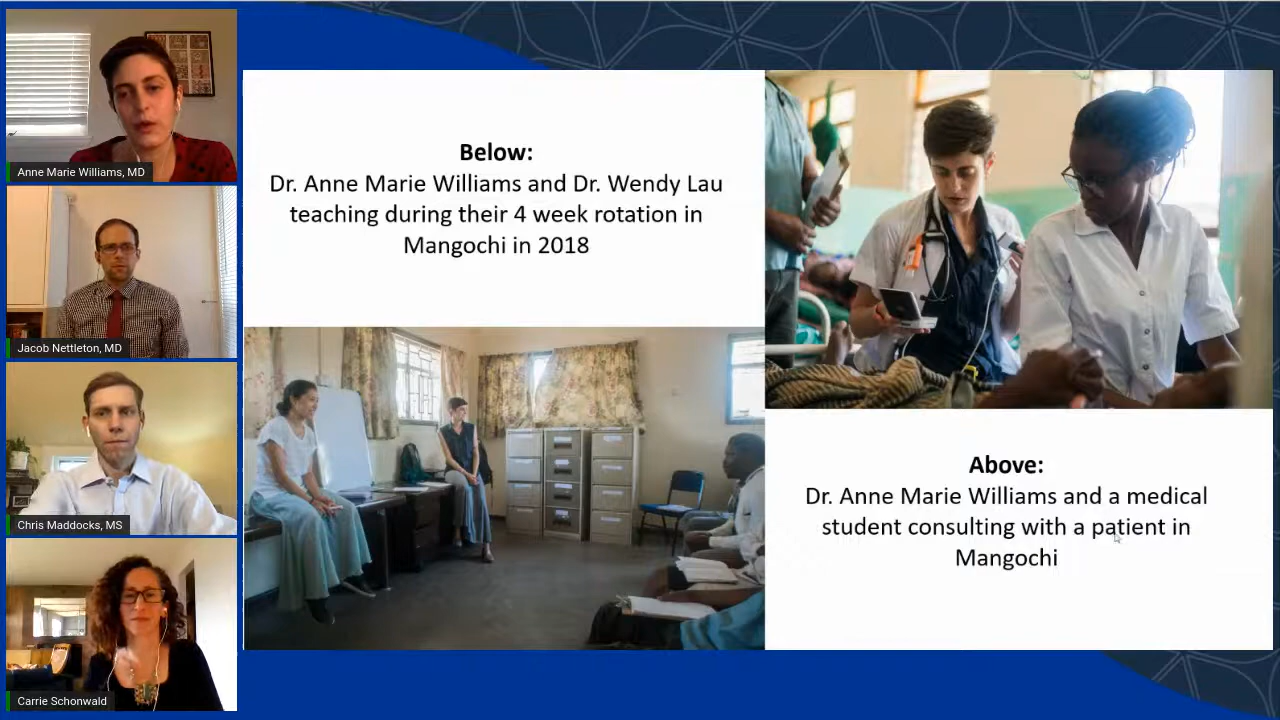 Anne Marie Williams, MD
Jacob Nettleton, MD
Chris Maddocks, MS
Carrie Schonwald
Below:
Dr. Anne Marie Williams and Dr. Wendy Lau
teaching during their 4 week rotation in
Mangochi in 2018
Above:
Dr. Anne Marie Williams and a medical
student consulting with a patient in
Mangochi